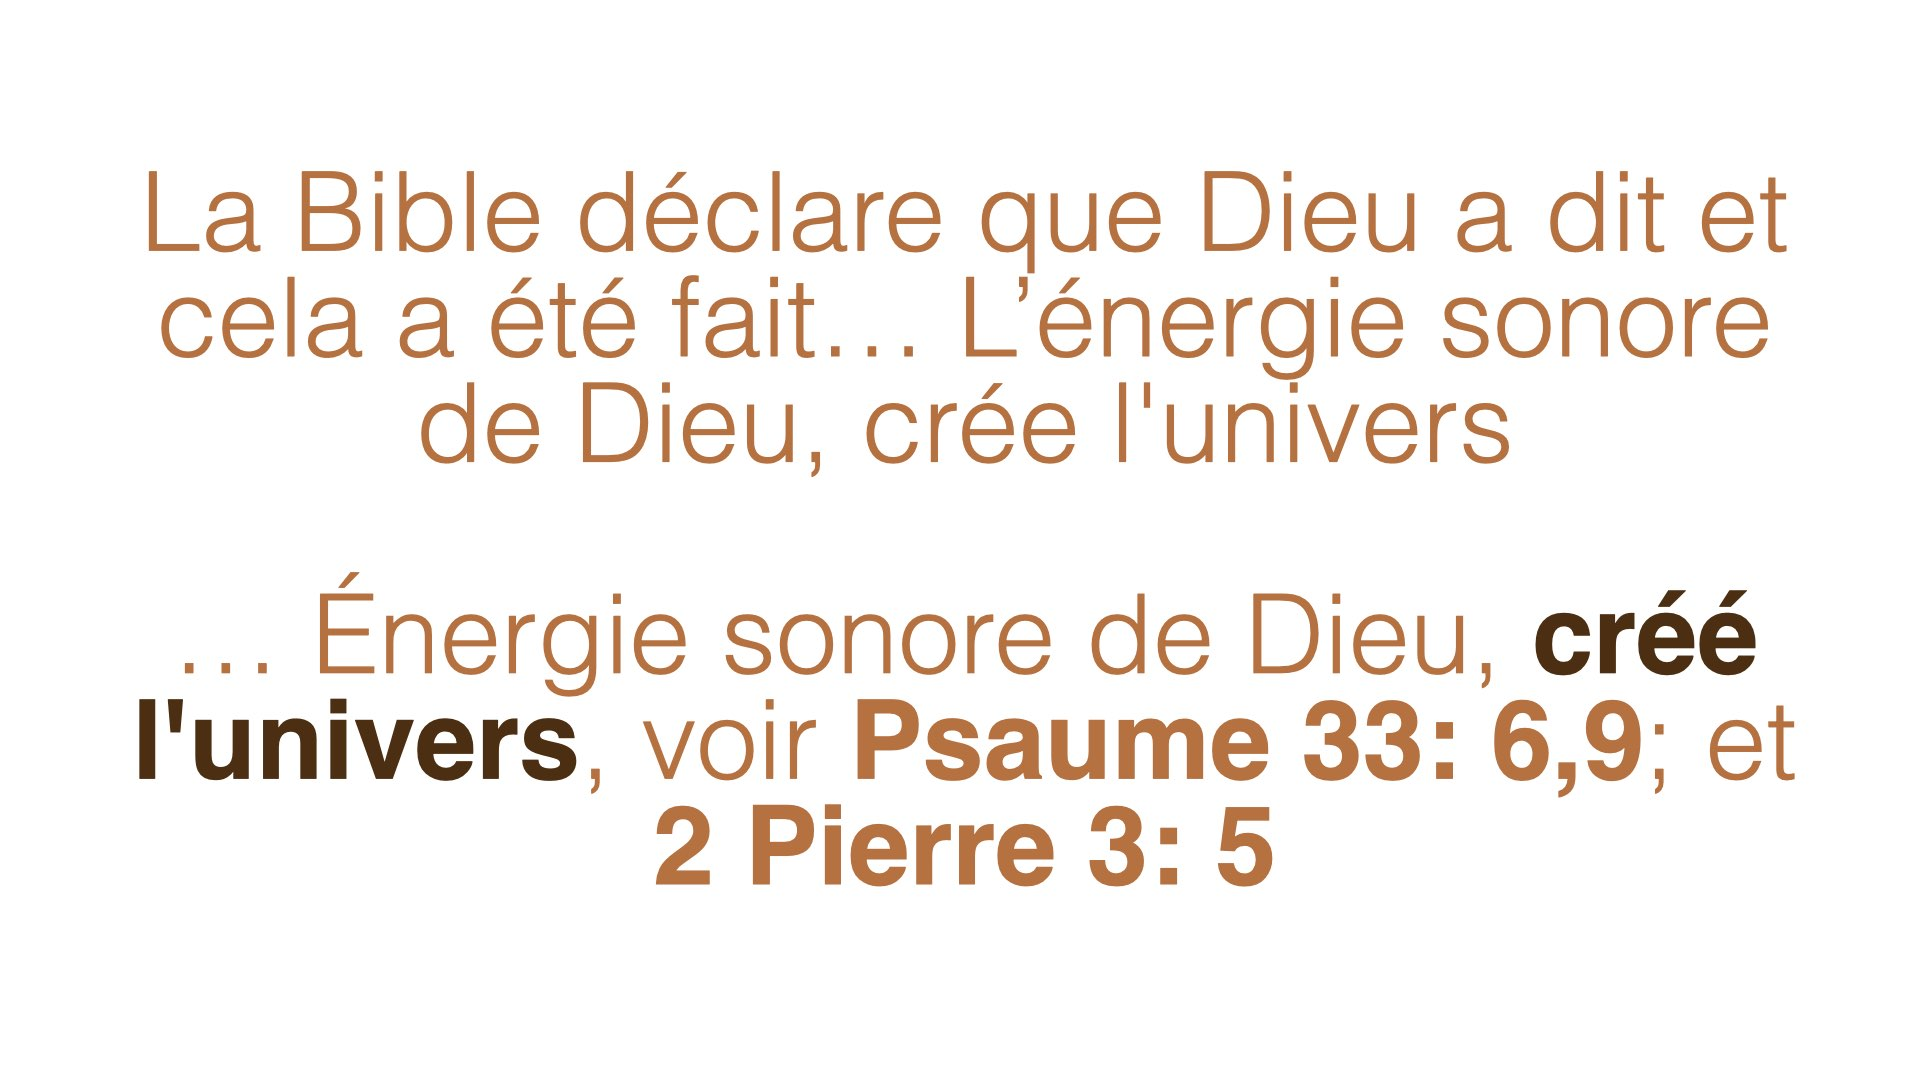 La Bible déclare que Dieu a dit et
cela a été fait… L’énergie sonore
de Dieu, crée l'univers
… Énergie sonore de Dieu, créé
l'univers, voir Psaume 33: 6,9; et
2 Pierre 3: 5